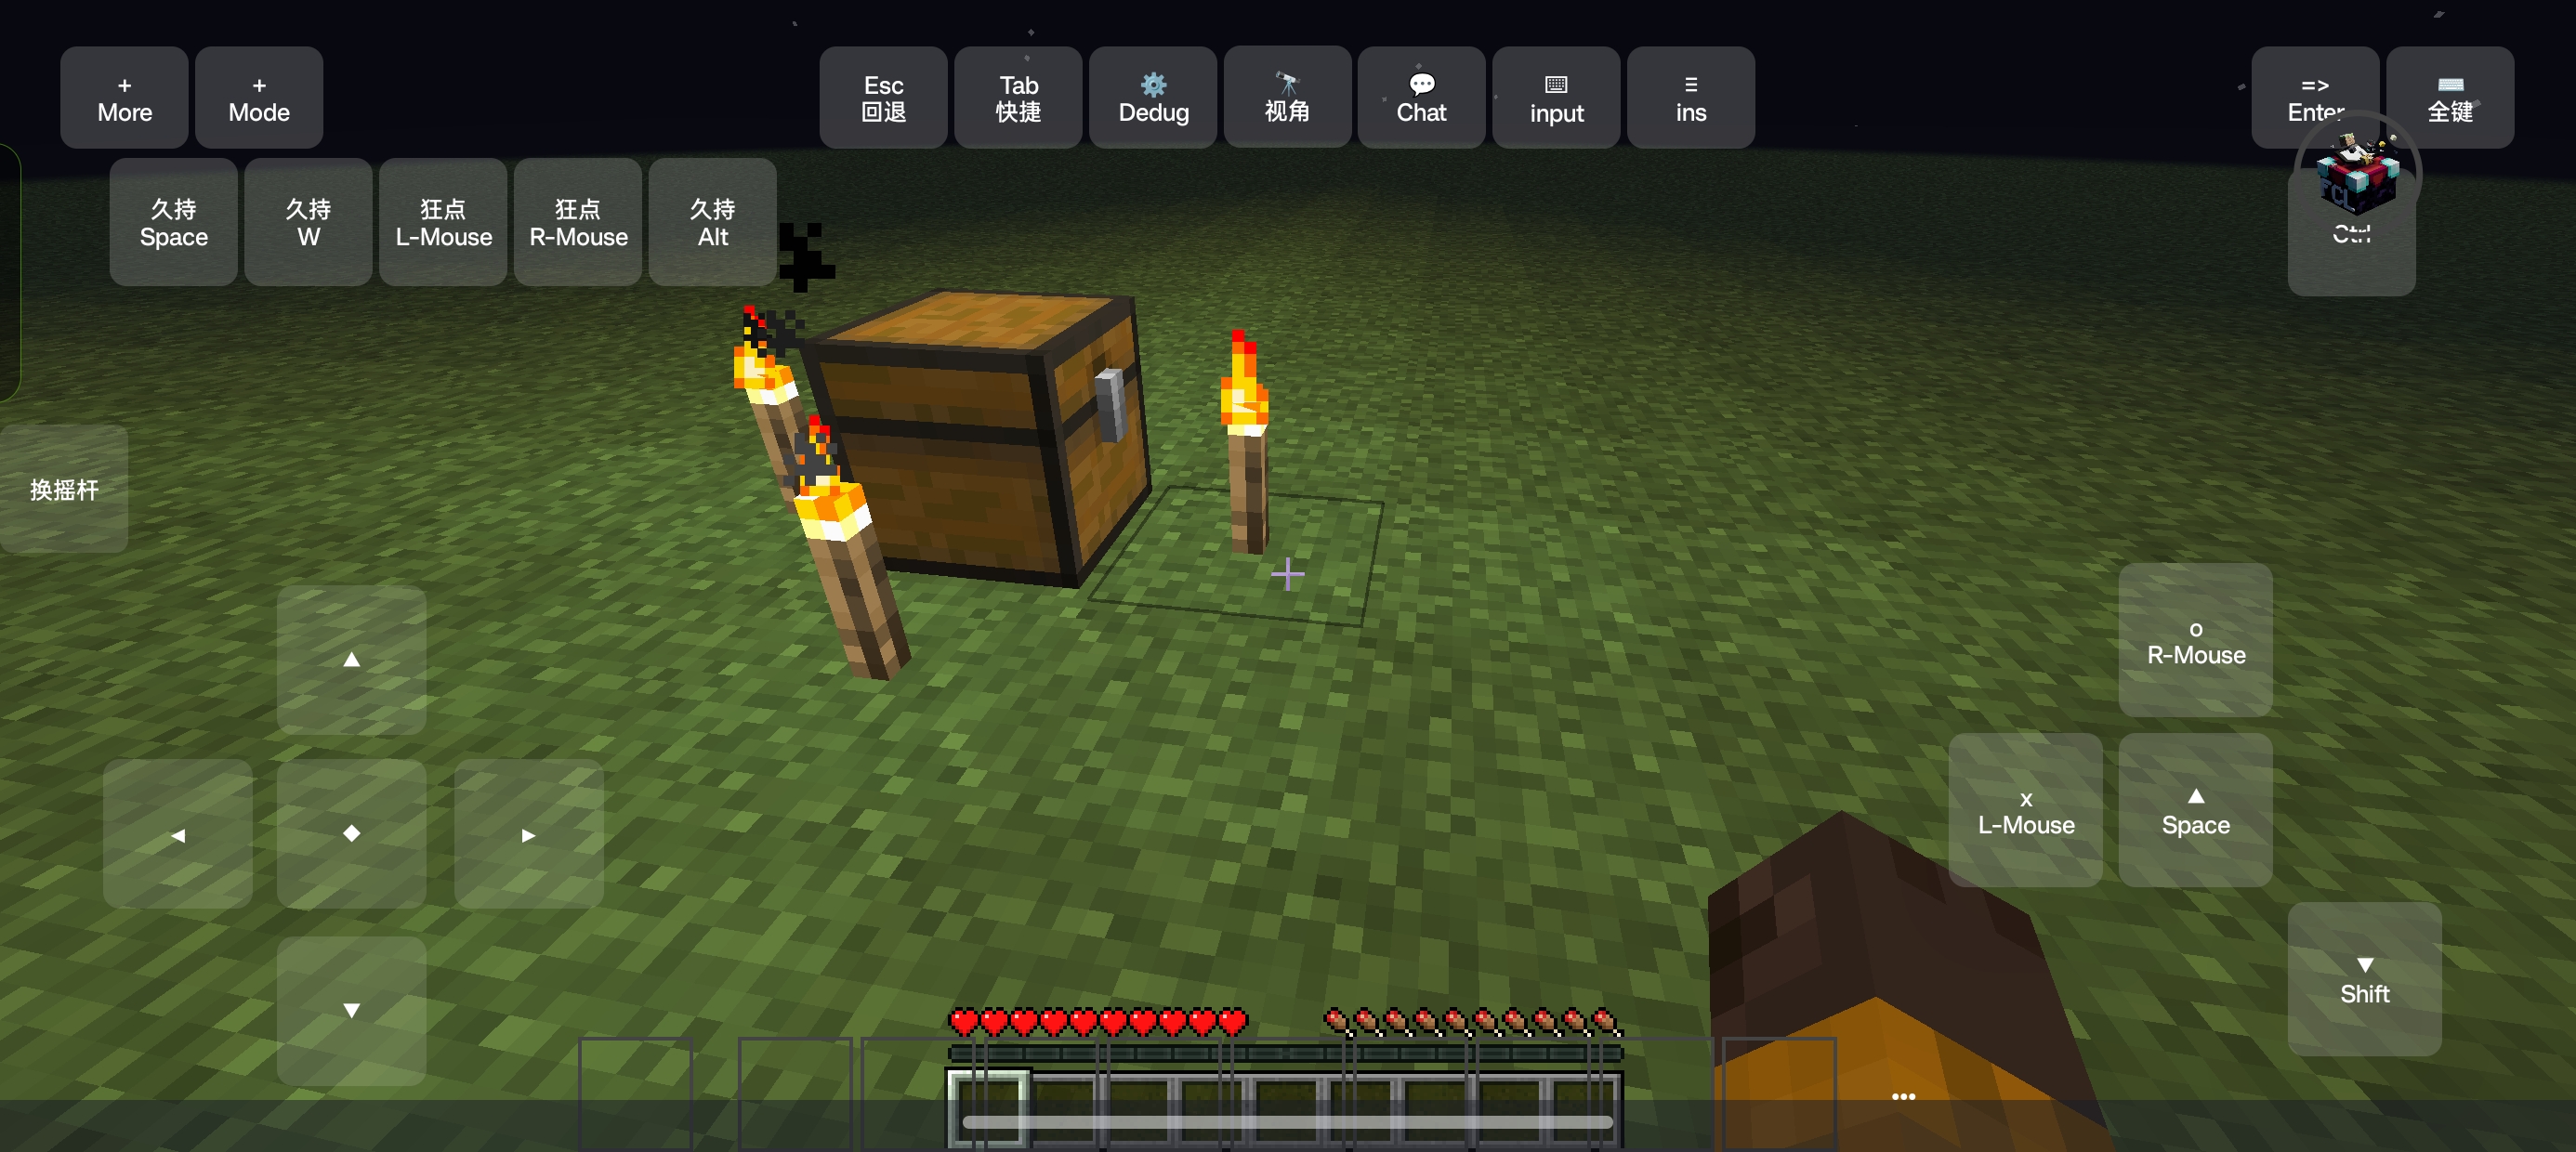 +
More
+
Mode
Esc
回退
Tab
快捷
Dedug
视角
Chat
input
ins
=>
Enter
全键
久持
Space
久持
W
狂点
L-Mouse
狂点
R-Mouse
久持
Alt
FCL
Ctrl
换摇杆
o
R-Mouse
x
L-Mouse
Space
Shift